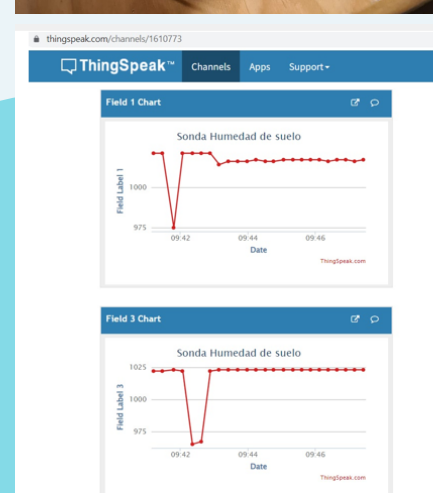 thingspeak.com/channels/1610773
ThingSpeak™ Channels Apps Support
Field 1 Chart
Sonda Humedad de suelo
Field Label 1
1000
975
09:42 09:44 09:46
Date
ThingSpeak.com
Field 3 Chart
Sonda Humedad de suelo
Field Label 3
1025
1000
975
09:42 09:44 09:46
Date
ThingSpeak.com